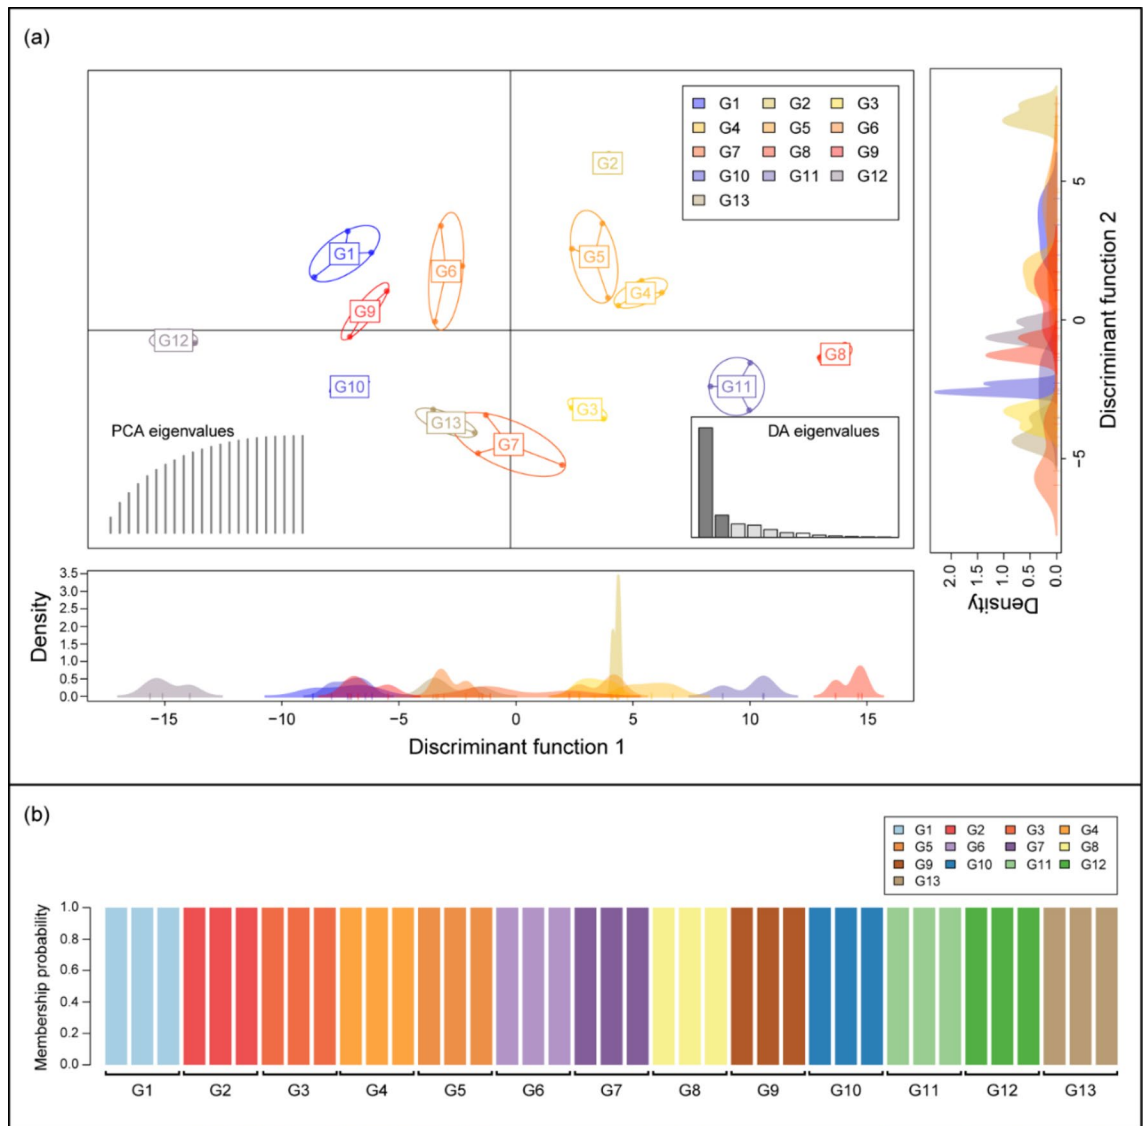 (a)
G1 G2 G3
G4 G5 G6
G7 G8 G9
G10 G11 G12
G13
G2
G1
G6
G5
G4
G9
G12
G8
G10
G11
G3
G13
G7
PCA eigenvalues
DA eigenvalues
5
0
−5
Discriminant function 2
2.0
1.5
1.0
0.5
0.0
Density
3.5
3.0
2.5
2.0
1.5
1.0
0.5
0.0
Density
−15 −10 −5 0 5 10 15
Discriminant function 1
(b)
G1 G2 G3 G4
G5 G6 G7 G8
G9 G10 G11 G12
G13
Membership probability
1.0
0.8
0.6
0.4
0.2
0.0
G1 G2 G3 G4 G5 G6 G7 G8 G9 G10 G11 G12 G13